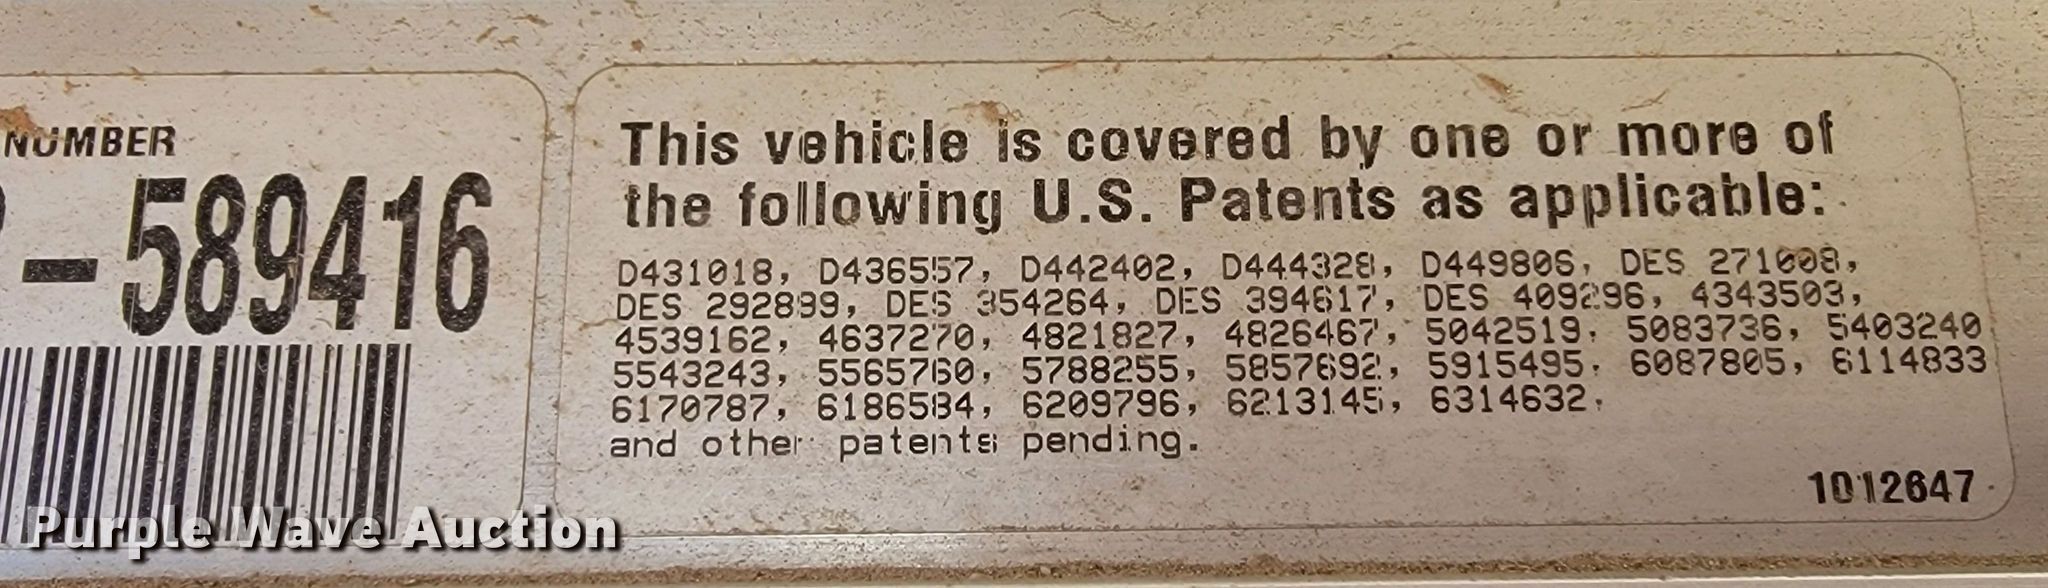 NUMBER
-589416
This vehicle is covered by one or more of
the following U.S. Patents as applicable:
D431018, D436557, D442402, D444328, D449806, DES 271008,
DES 292899, DES 354264, DES 394617, DES 409296, 4343503,
4539162, 4637270, 4821827, 4826467, 5042519, 5083736, 5403240
5543243, 5565760, 5788255, 5857692, 5915495, 6087805, 6114833
6170787, 6186584, 6209796, 6213145, 6314632,
and other patents pending.
1012647
Purple Wave Auction